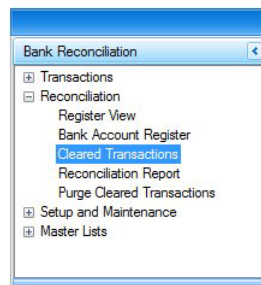 Bank Reconciliation
Transactions
Reconciliation
Register View
Bank Account Register
Cleared Transactions
Reconciliation Report
Purge Cleared Transactions
Setup and Maintenance
Master Lists